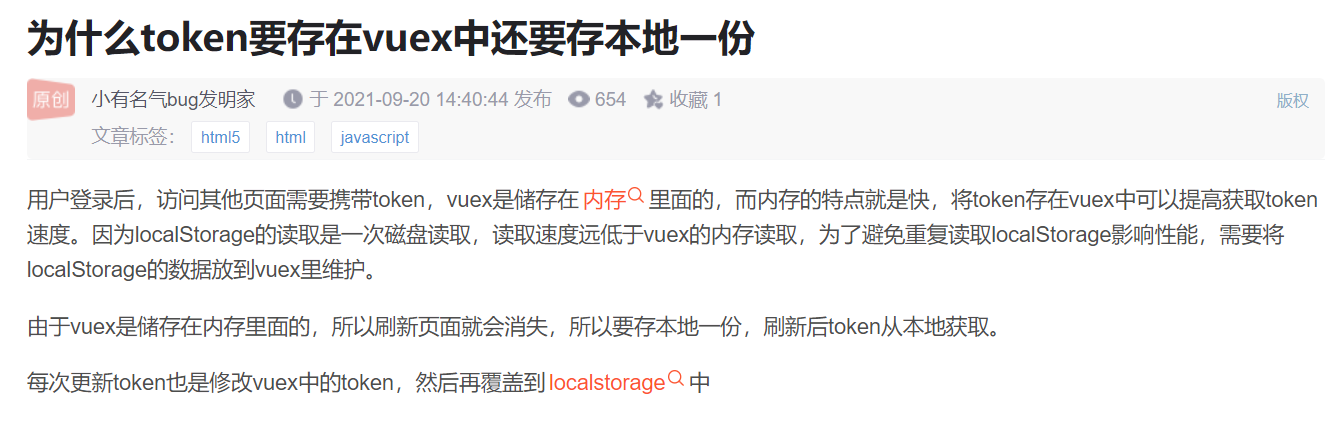 为什么token要存在vuex中还要存本地一份
原创 小有名气bug发明家 于 2021-09-20 14:40:44 发布 654 收藏 1 版权
文章标签： html5 html javascript
用户登录后，访问其他页面需要携带token，vuex是储存在 内存 里面的，而内存的特点就是快，将token存在vuex中可以提高获取token
速度。因为localStorage的读取是一次磁盘读取，读取速度远低于vuex的内存读取，为了避免重复读取localStorage影响性能，需要将
localStorage的数据放到vuex里维护。
由于vuex是储存在内存里面的，所以刷新页面就会消失，所以要存本地一份，刷新后token从本地获取。
每次更新token也是修改vuex中的token，然后再覆盖到 localstorage 中